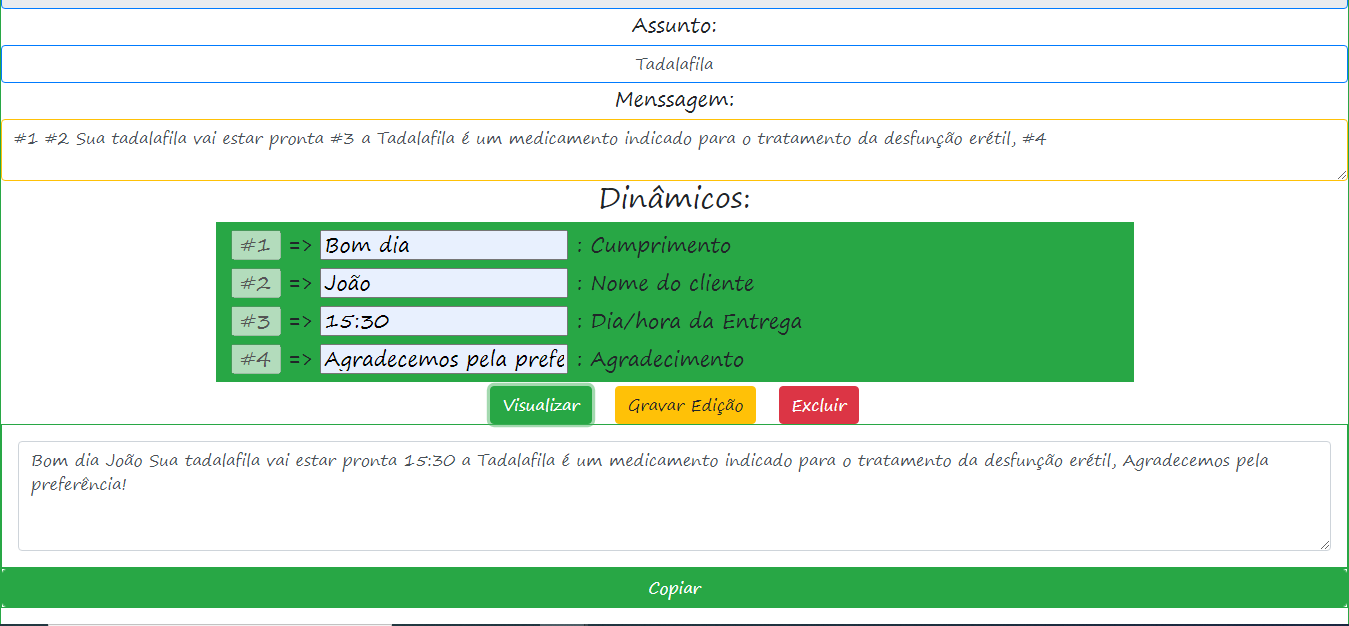 Assunto:
Tadalafila
Menssagem:
#1 #2 Sua tadalafila vai estar pronta #3 a Tadalafila é um medicamento indicado para o tratamento da desfunção erétil, #4
Dinâmicos:
#1 => Bom dia : Cumprimento
#2 => João : Nome do cliente
#3 => 15:30 : Dia/hora da Entrega
#4 => Agradecemos pela prefe : Agradecimento
Visualizar Gravar Edição Excluir
Bom dia João Sua tadalafila vai estar pronta 15:30 a Tadalafila é um medicamento indicado para o tratamento da desfunção erétil, Agradecemos pela
preferência!
Copiar